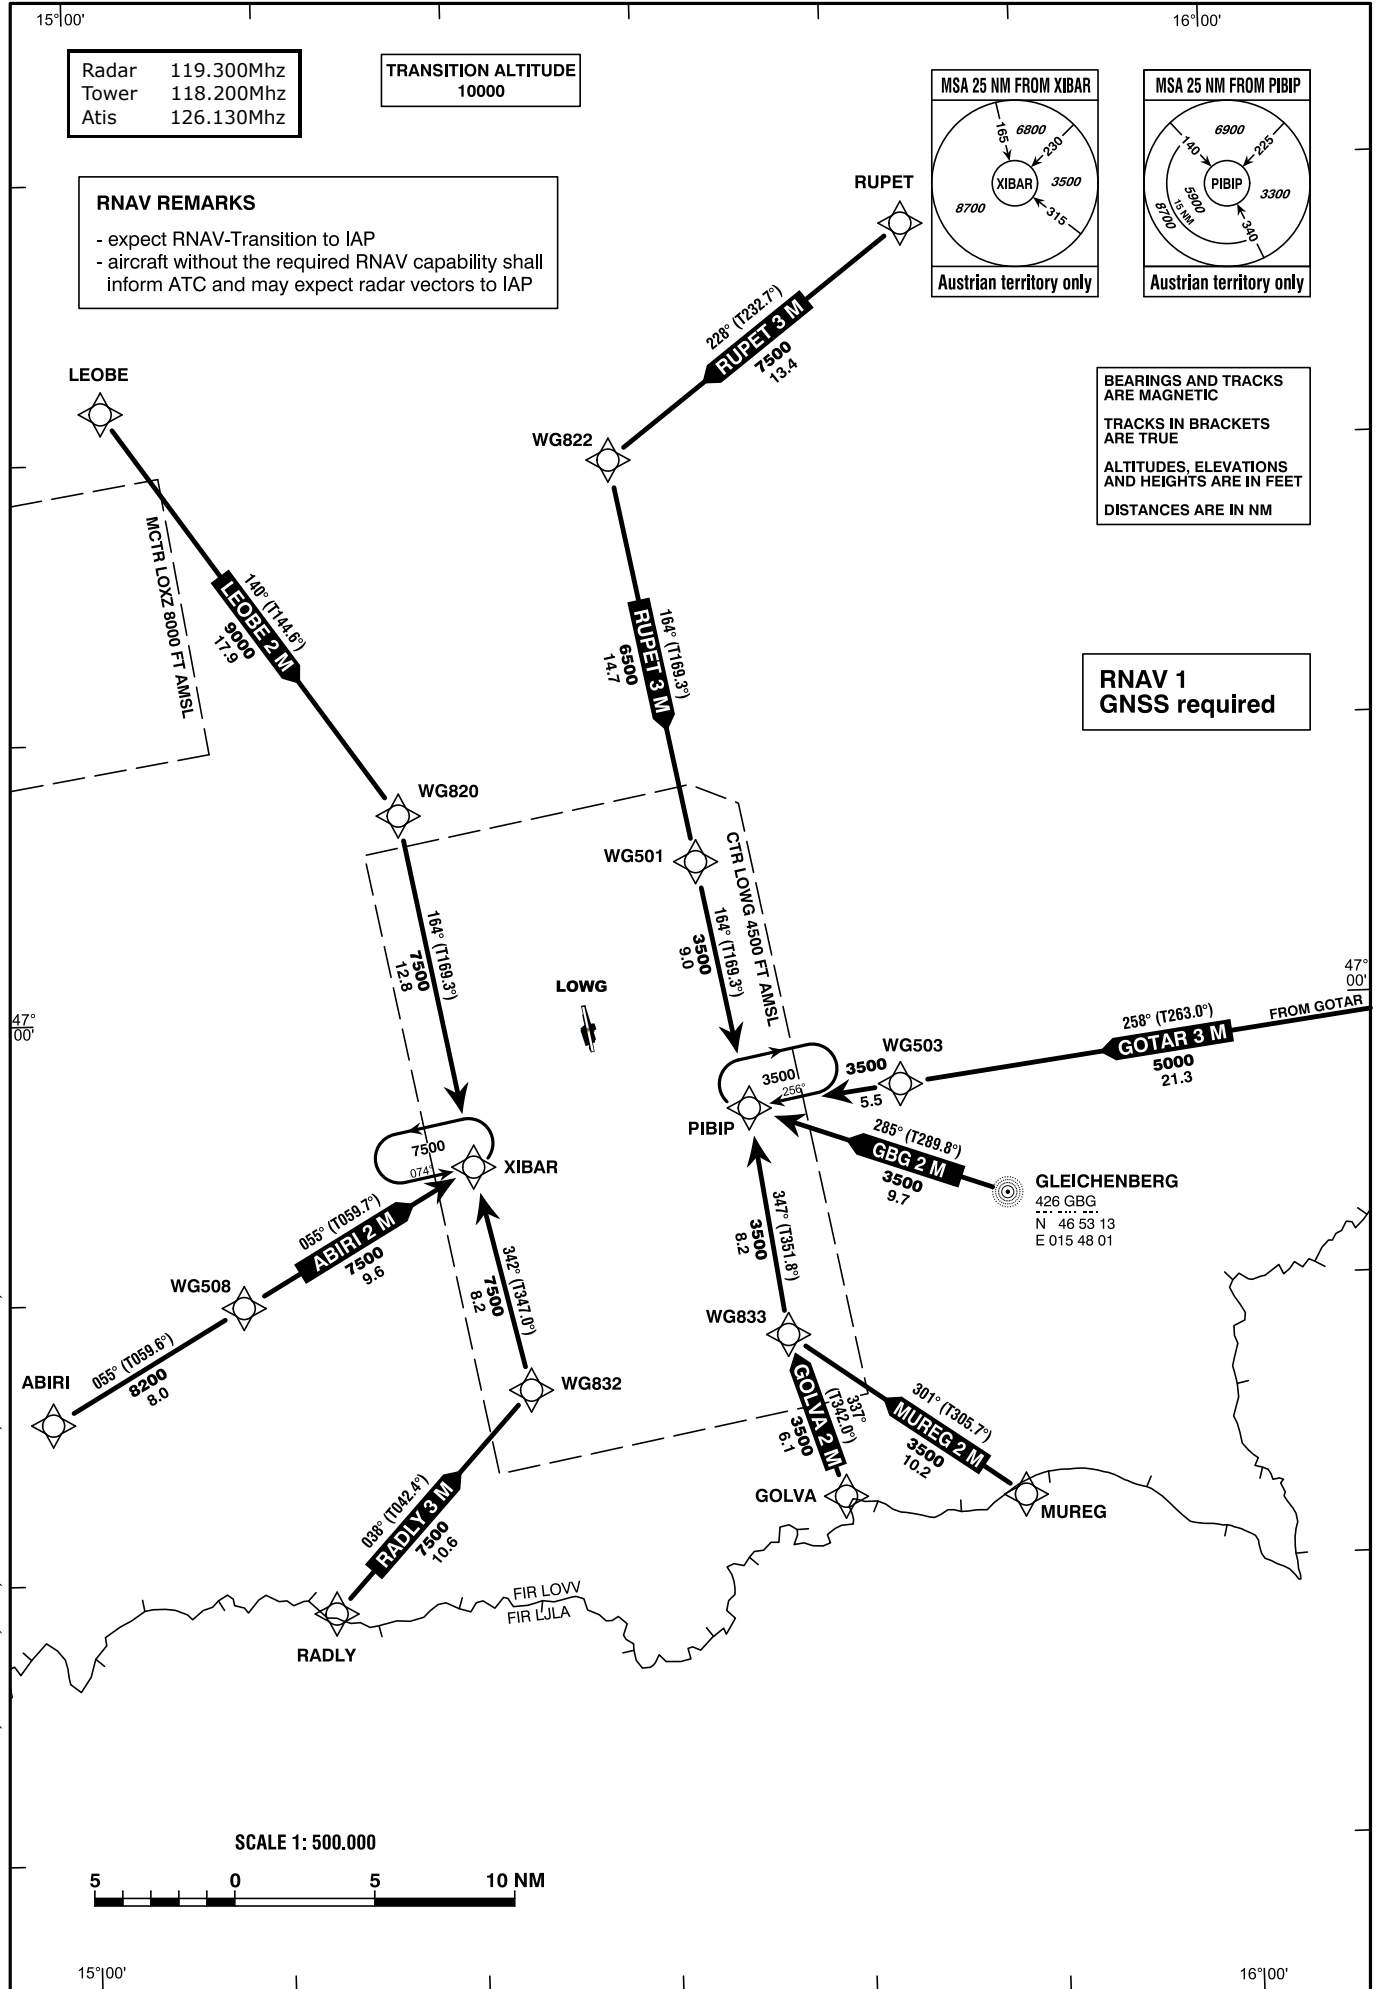 15°00'
16°00'
Radar 119.300Mhz
Tower 118.200Mhz
Atis 126.130Mhz
TRANSITION ALTITUDE
10000
MSA 25 NM FROM XIBAR
165
6800
230
XIBAR
3500
8700
315
Austrian territory only
MSA 25 NM FROM PIBIP
6900
140
225
PIBIP
5900
15 NM
8700
3300
340
Austrian territory only
RNAV REMARKS
- expect RNAV-Transition to IAP
- aircraft without the required RNAV capability shall
inform ATC and may expect radar vectors to IAP
RUPET
228° (T232.7°)
RUPET 3 M
7500
13.4
LEOBE
WG822
BEARINGS AND TRACKS
ARE MAGNETIC
TRACKS IN BRACKETS
ARE TRUE
ALTITUDES, ELEVATIONS
AND HEIGHTS ARE IN FEET
DISTANCES ARE IN NM
MCTR LOXZ 8000 FT AMSL
140° (T144.6°)
LEOBE 2 M
9000
17.9
164° (T169.3°)
RUPET 3 M
6500
14.7
RNAV 1
GNSS required
WG820
WG501
CTR LOWG 4500 FT AMSL
164° (T169.3°)
7500
12.8
164° (T169.3°)
3500
9.0
LOWG
47°
00'
47°
00'
FROM GOTAR
258° (T263.0°)
GOTAR 3 M
5000
21.3
WG503
3500
5.5
3500
256°
PIBIP
285° (T289.8°)
GBG 2 M
3500
9.7
GLEICHENBERG
426 GBG
N 46 53 13
E 015 48 01
7500
074°
XIBAR
055° (T059.7°)
ABIRI 2 M
7500
9.6
WG508
342° (T347.0°)
7500
8.2
347° (T351.8°)
3500
8.2
WG833
055° (T059.6°)
8200
8.0
ABIRI
WG832
337°
(T342.0°)
GOLVA 2 M
3500
6.1
301° (T305.7°)
MUREG 2 M
3500
10.2
GOLVA
MUREG
038° (T042.4°)
RADLY 3 M
7500
10.6
FIR LOVV
FIR LJLA
RADLY
SCALE 1: 500.000
5 0 5 10 NM
15°00'
16°00'